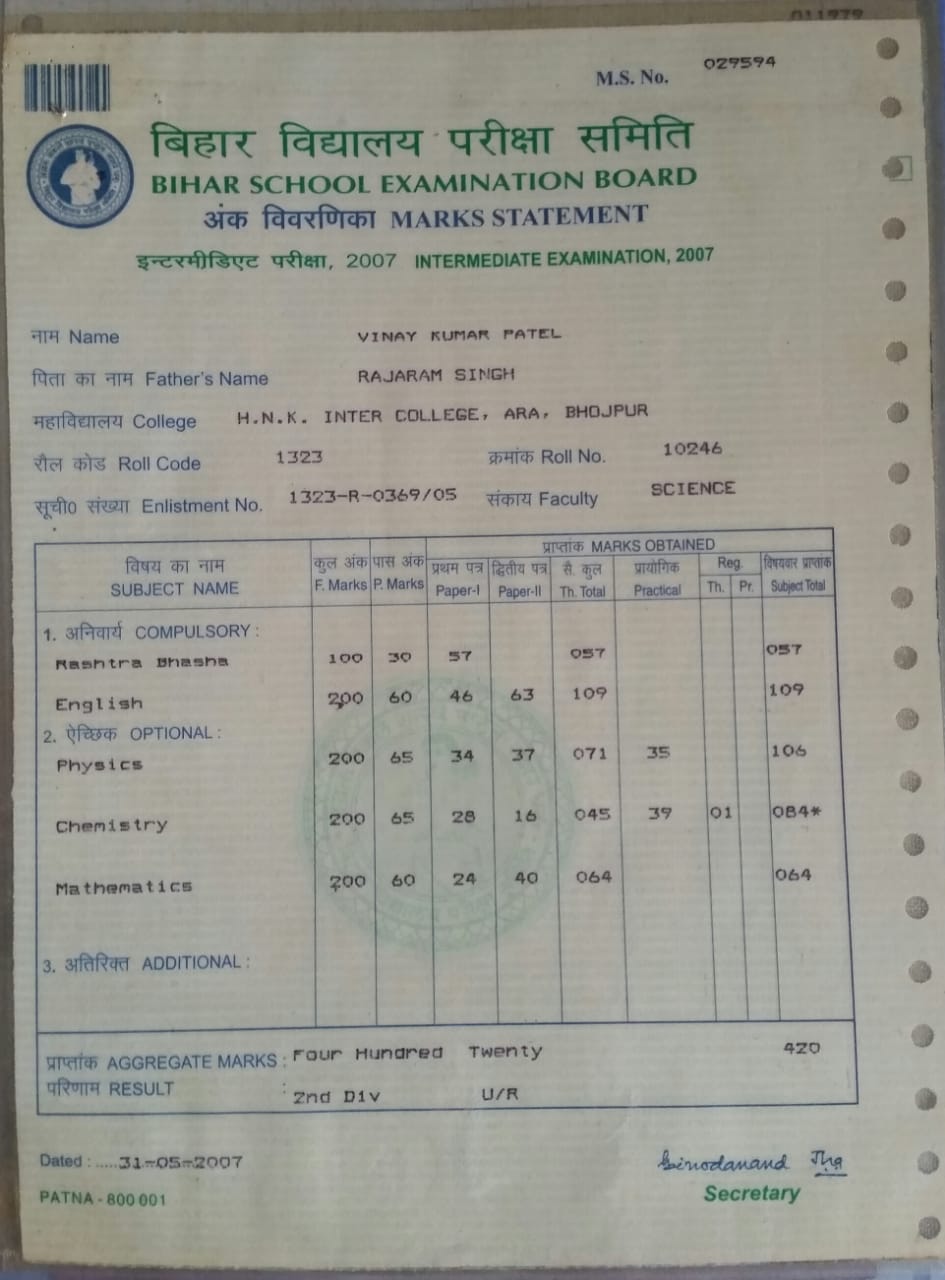 011979
M.S. No. 029594
बिहार विद्यालय परीक्षा समिति
BIHAR SCHOOL EXAMINATION BOARD
अंक विवरणिका MARKS STATEMENT
इन्टरमीडिएट परीक्षा, 2007 INTERMEDIATE EXAMINATION, 2007
नाम Name VINAY KUMAR PATEL
पिता का नाम Father's Name RAJARAM SINGH
महाविद्यालय College H.N.K. INTER COLLEGE, ARA, BHOJPUR
रौल कोड Roll Code 1323 क्रमांक Roll No. 10246
सूची० संख्या Enlistment No. 1323-R-0369/05 संकाय Faculty SCIENCE
प्राप्तांक MARKS OBTAINED
विषय का नाम कुल अंक पास अंक प्रथम पत्र द्वितीय पत्र सै. कुल प्रायोगिक Reg. विषयवार प्राप्तांक
SUBJECT NAME F. Marks P. Marks Paper-I Paper-II Th. Total Practical Th. Pr. Subject Total
1. अनिवार्य COMPULSORY :
Rashtra Bhasha 100 30 57 057 057
English 200 60 46 63 109 109
2. ऐच्छिक OPTIONAL :
Physics 200 65 34 37 071 35 106
Chemistry 200 65 28 16 045 39 01 084*
Mathematics 200 60 24 40 064 064
3. अतिरिक्त ADDITIONAL :
प्राप्तांक AGGREGATE MARKS : Four Hundred Twenty 420
परिणाम RESULT : 2nd Div U/R
Dated : .....31-05-2007
Binodanand Jha
PATNA - 800 001
Secretary